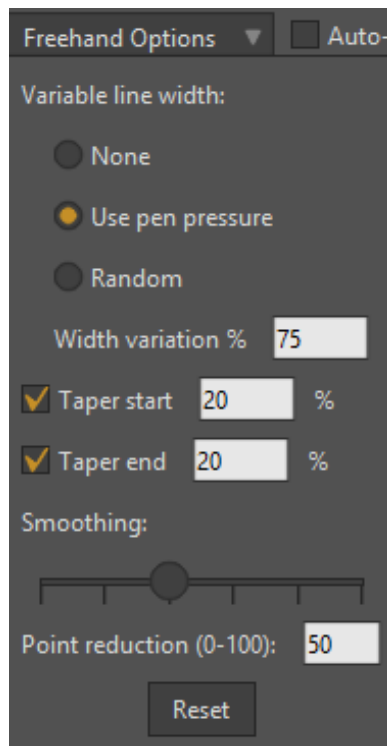 Freehand Options Auto-
Variable line width:
None
Use pen pressure
Random
Width variation % 75
Taper start 20 %
Taper end 20 %
Smoothing:
Point reduction (0-100): 50
Reset